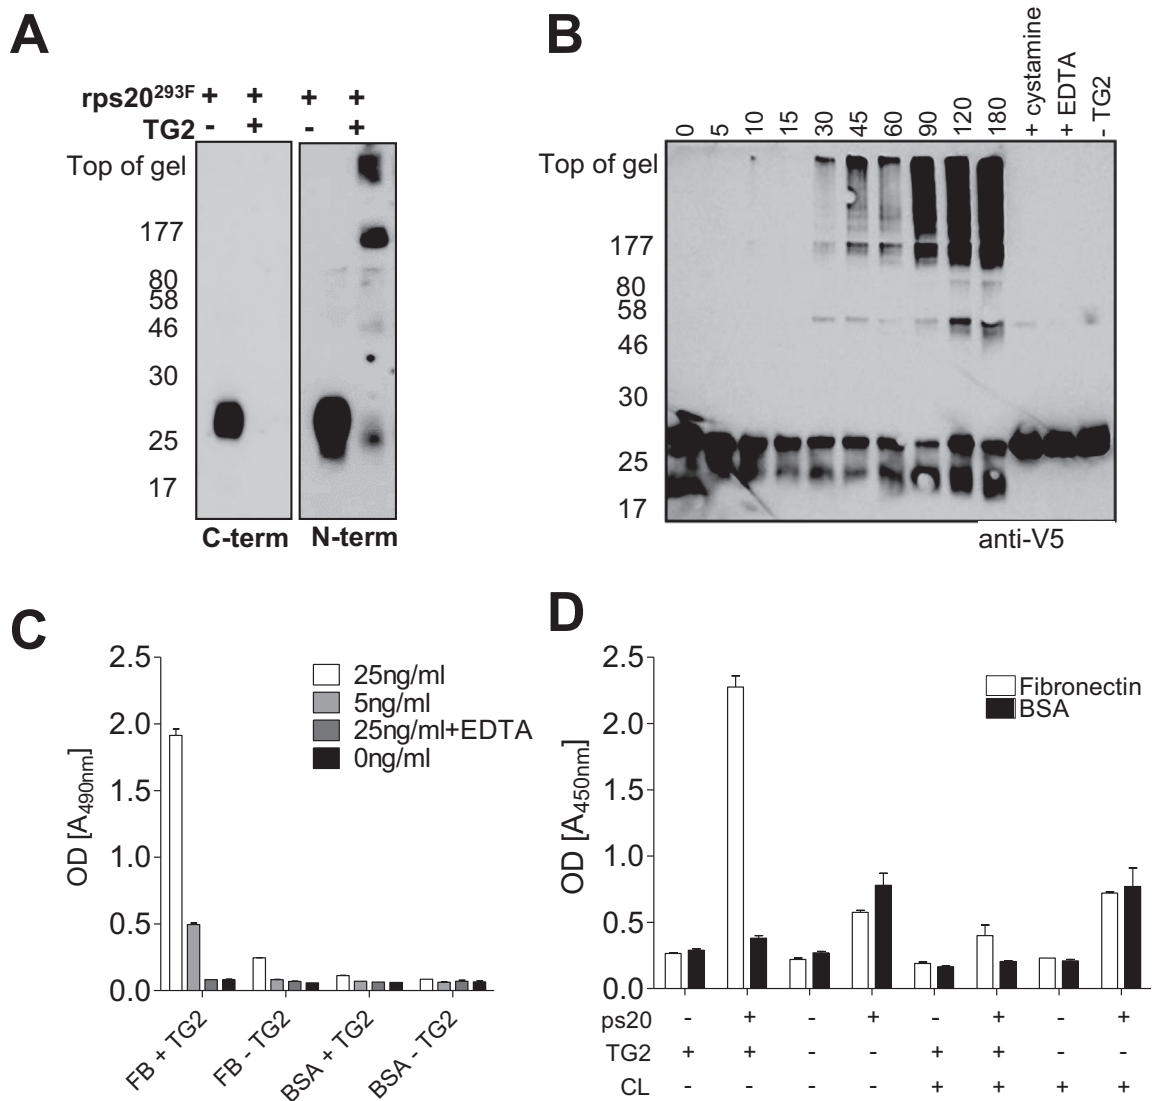 A
rps20²⁹³ᶠ + + + +
TG2 - + - +
Top of gel
177
80
58
46
30
25
17
C-term N-term
B
0 5 10 15 30 45 60 90 120 180 + cystamine + EDTA - TG2
Top of gel
177
80
58
46
30
25
17
anti-V5
C
2.5
2.0
1.5
1.0
0.5
0.0
OD [A490nm]
25ng/ml
5ng/ml
25ng/ml+EDTA
0ng/ml
FB + TG2
FB - TG2
BSA + TG2
BSA - TG2
D
2.5
2.0
1.5
1.0
0.5
0.0
OD [A450nm]
Fibronectin
BSA
ps20 - + - + - + - +
TG2 + + - - + + - -
CL - - - - + + + +